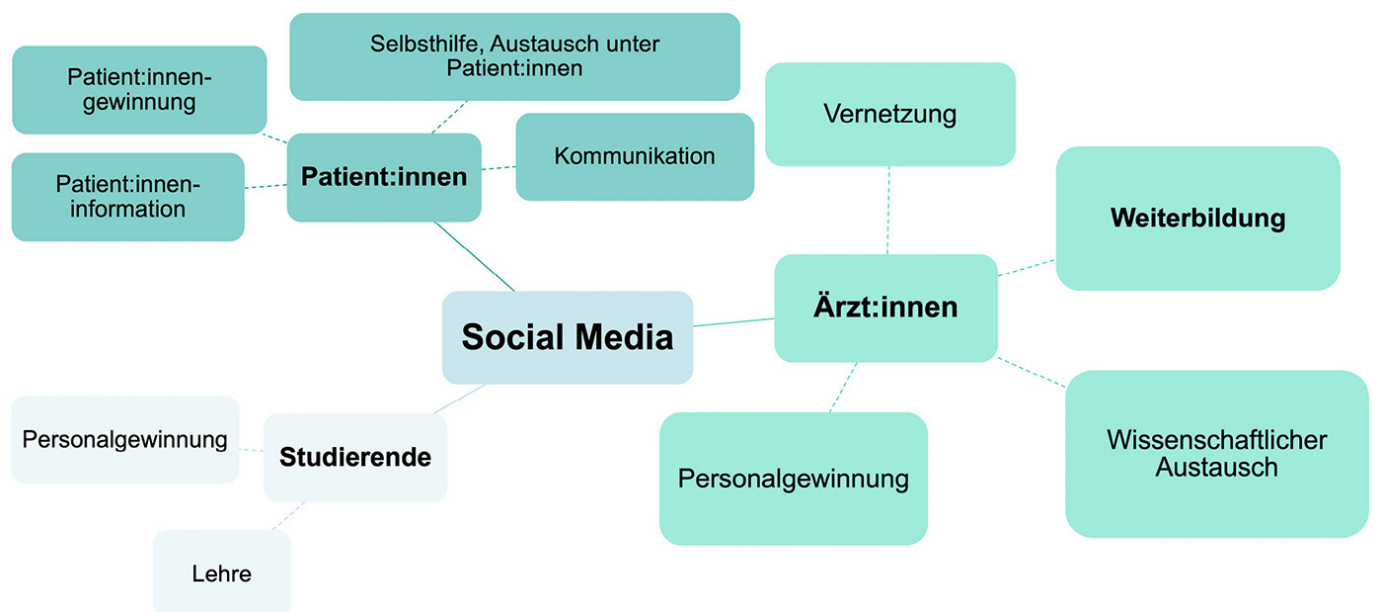 Selbsthilfe, Austausch unter
Patient:innen
Patient:innen-
gewinnung
Vernetzung
Kommunikation
Patient:innen
Patient:innen-
information
Weiterbildung
Ärzt:innen
Social Media
Personalgewinnung
Studierende
Wissenschaftlicher
Austausch
Personalgewinnung
Lehre